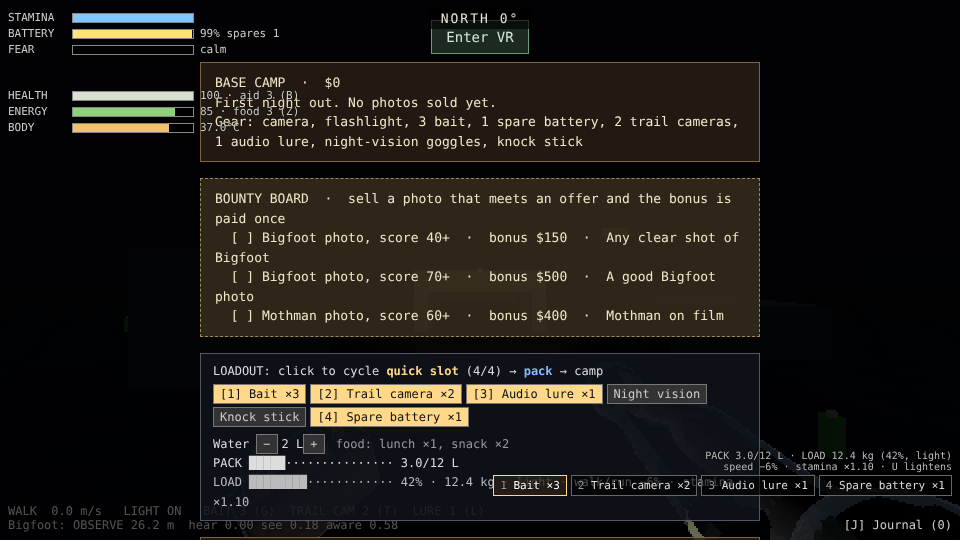 STAMINA
BATTERY 99% spares 1
FEAR calm
HEALTH 100 · aid 3 (B)
ENERGY 85 · food 3 (Z)
BODY 37.0°C
NORTH 0°
Enter VR
BASE CAMP · $0
First night out. No photos sold yet.
Gear: camera, flashlight, 3 bait, 1 spare battery, 2 trail cameras,
1 audio lure, night-vision goggles, knock stick
BOUNTY BOARD · sell a photo that meets an offer and the bonus is
paid once
[ ] Bigfoot photo, score 40+ · bonus $150 · Any clear shot of
Bigfoot
[ ] Bigfoot photo, score 70+ · bonus $500 · A good Bigfoot
photo
[ ] Mothman photo, score 60+ · bonus $400 · Mothman on film
LOADOUT: click to cycle quick slot (4/4) → pack → camp
[1] Bait ×3 [2] Trail camera ×2 [3] Audio lure ×1 Night vision
Knock stick [4] Spare battery ×1
Water − 2 L + food: lunch ×1, snack ×2
PACK 3.0/12 L
LOAD 42% · 12.4 kg
×1.10
PACK 3.0/12 L · LOAD 12.4 kg (42%, light)
spey −6% · stamina ×1.10 · U lightens
1 Bait ×3 2 Trail camera ×2 3 Audio lure ×1 4 Spare battery ×1
WALK 0.0 m/s LIGHT ON BAIT 3 (G) TRAIL CAM 2 (T) LURE 1 (L)
Bigfoot: OBSERVE 26.2 m hear 0.00 see 0.18 aware 0.58
[J] Journal (0)